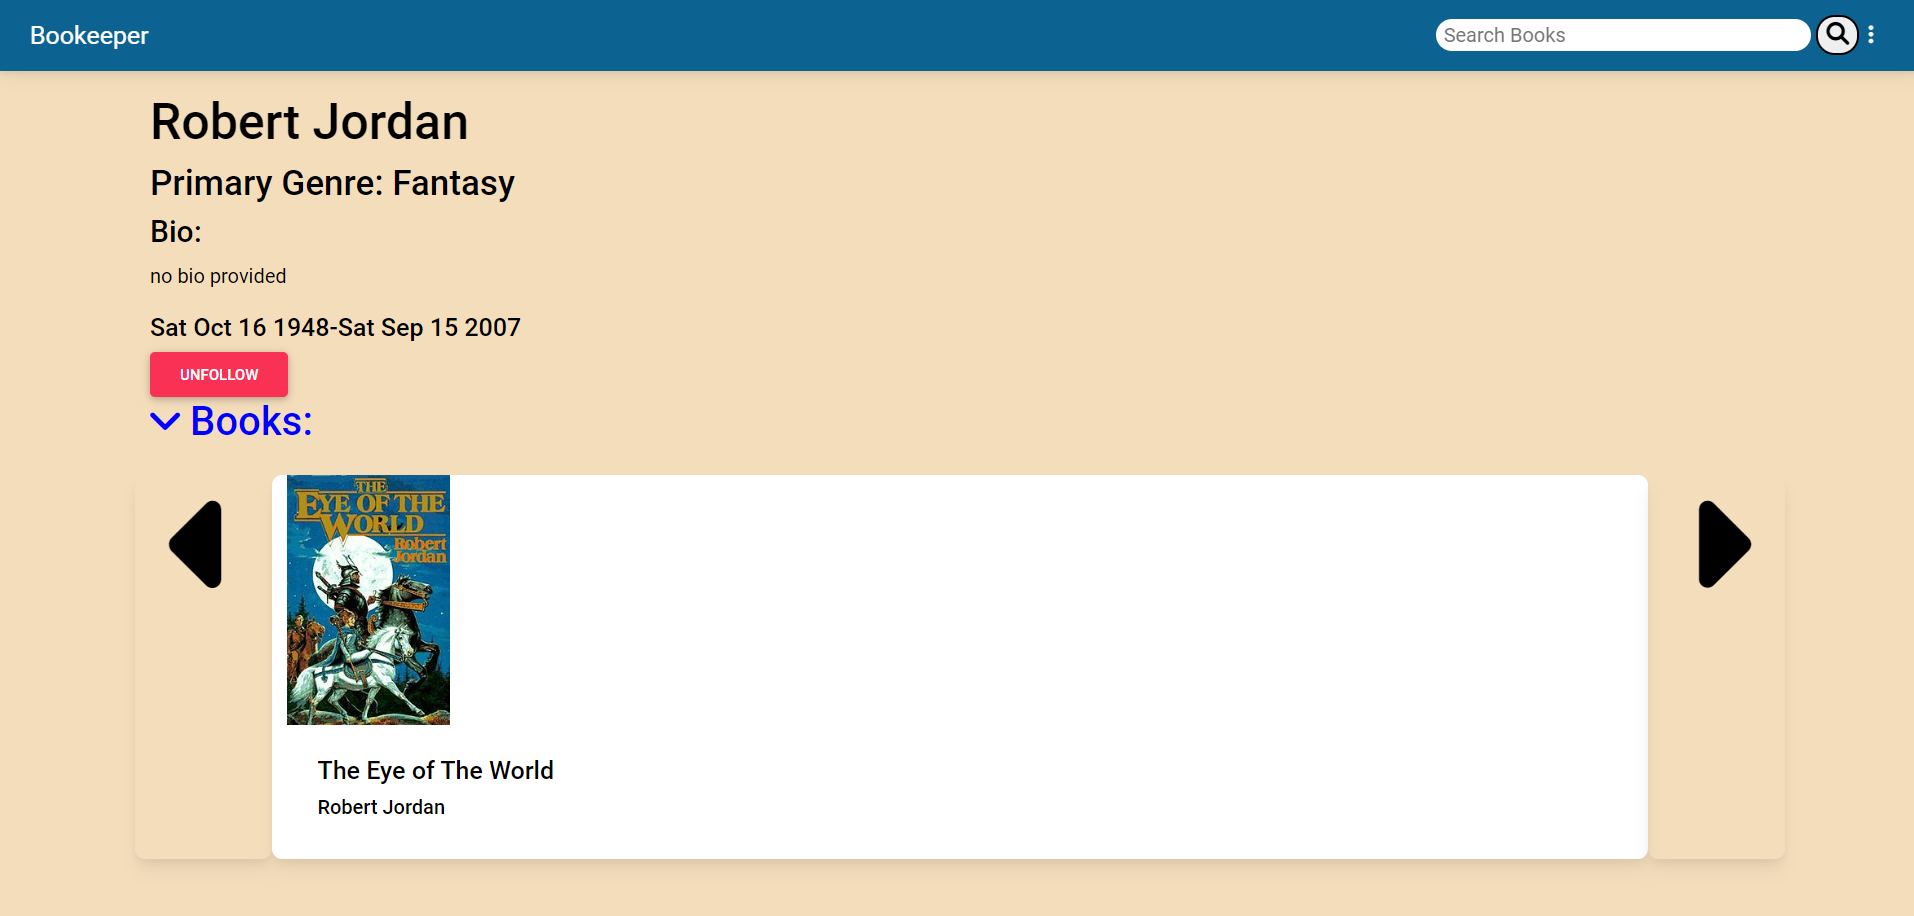 Bookeeper
Search Books
Robert Jordan
Primary Genre: Fantasy
Bio:
no bio provided
Sat Oct 16 1948-Sat Sep 15 2007
UNFOLLOW
Books:
THE
EYE OF THE
WORLD
Robert
Jordan
The Eye of The World
Robert Jordan